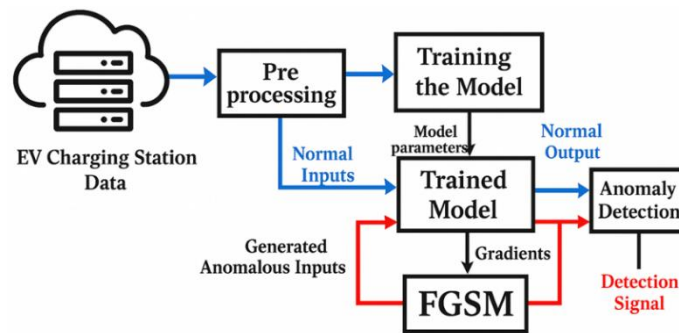 Pre
processing
Training
the Model
EV Charging Station
Data
Normal
Inputs
Model
parameters
Normal
Output
Trained
Model
Anomaly
Detection
Generated
Anomalous Inputs
Gradients
FGSM
Detection
Signal